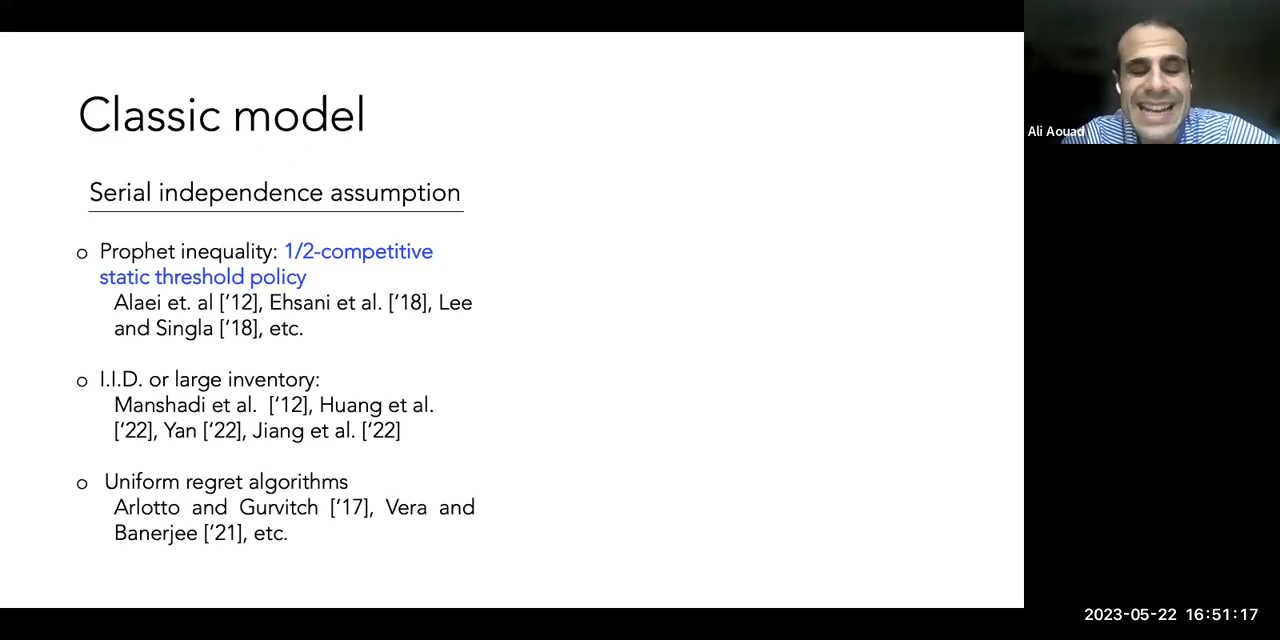 Classic model
Serial independence assumption
o Prophet inequality: 1/2-competitive
static threshold policy
Alaei et. al ['12], Ehsani et al. ['18], Lee
and Singla ['18], etc.
o I.I.D. or large inventory:
Manshadi et al. ['12], Huang et al.
['22], Yan ['22], Jiang et al. ['22]
o Uniform regret algorithms
Arlotto and Gurvitch ['17], Vera and
Banerjee ['21], etc.
Ali Aouad
2023-05-22 16:51:17